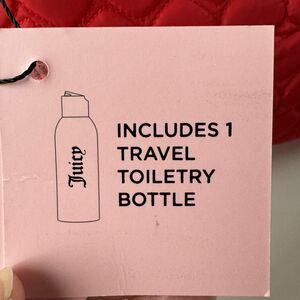 Juicy
INCLUDES 1
TRAVEL
TOILETRY
BOTTLE